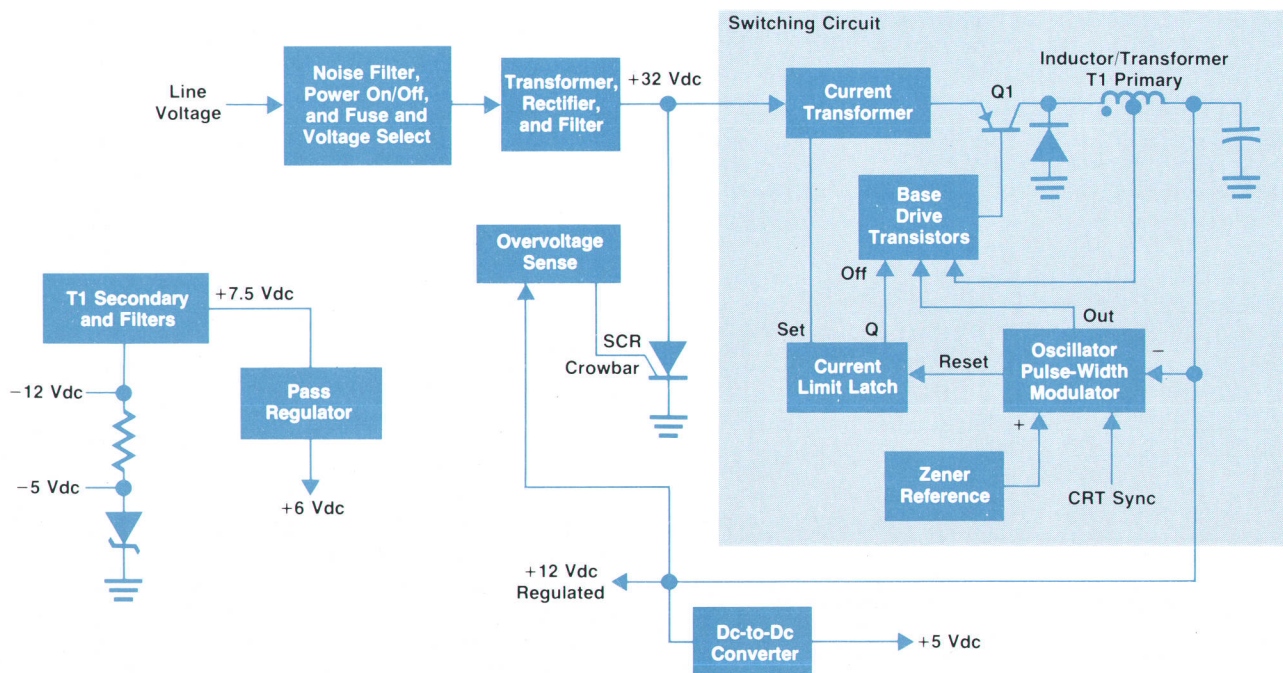 Switching Circuit
Line
Voltage
Noise Filter,
Power On/Off,
and Fuse and
Voltage Select
Transformer,
Rectifier,
and Filter
+32 Vdc
Current
Transformer
Q1
Inductor/Transformer
T1 Primary
Base
Drive
Transistors
Overvoltage
Sense
Off
T1 Secondary
and Filters
+7.5 Vdc
Out
Set
Q
SCR
Crowbar
Current
Limit Latch
Reset
Oscillator
Pulse-Width
Modulator
−
+
−12 Vdc
Pass
Regulator
Zener
Reference
CRT Sync
−5 Vdc
+6 Vdc
+12 Vdc
Regulated
Dc-to-Dc
Converter
+5 Vdc